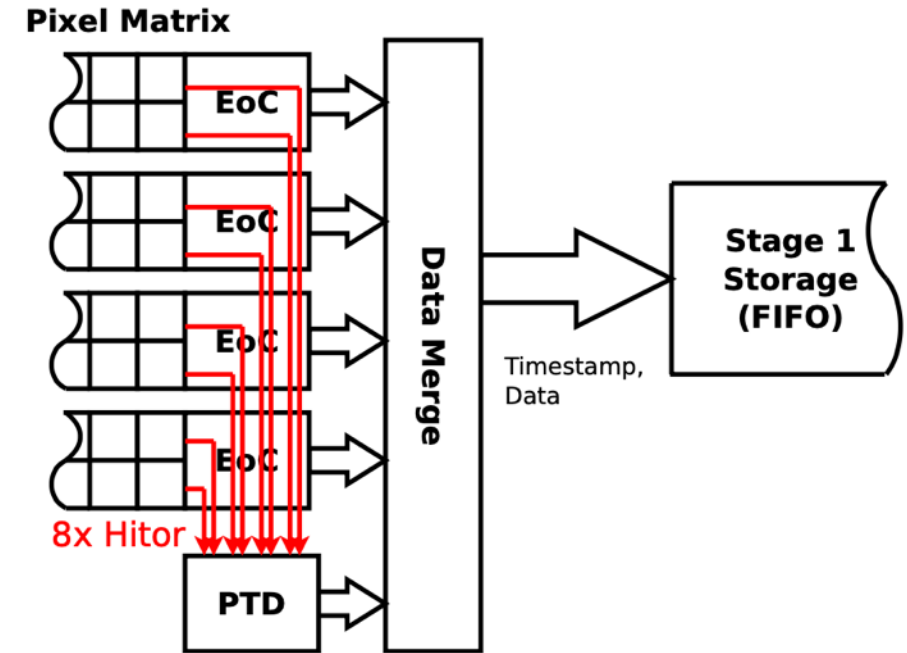 Pixel Matrix
EoC
EoC
EoC
EoC
8x Hitor
PTD
Data Merge
Timestamp,
Data
Stage 1
Storage
(FIFO)